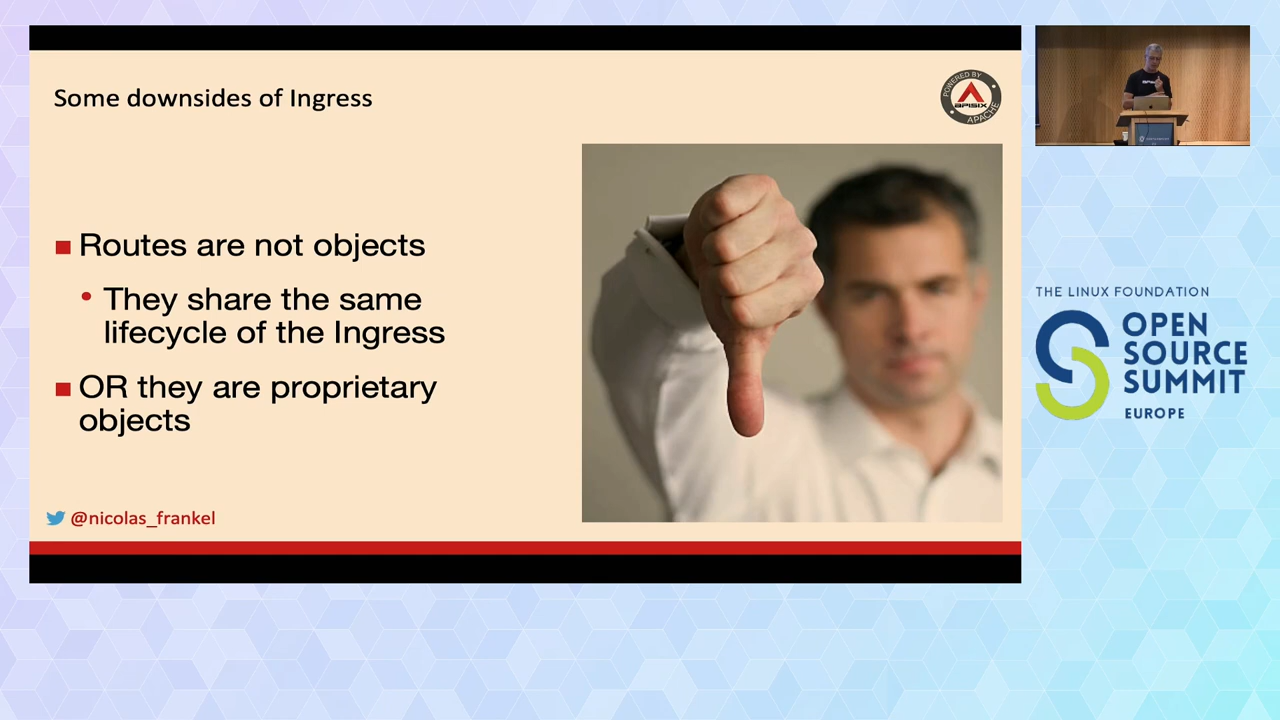 Some downsides of Ingress
POWERED BY
APISIX
APACHE
Routes are not objects
They share the same
lifecycle of the Ingress
OR they are proprietary
objects
@nicolas_frankel
THE LINUX FOUNDATION
OPEN
SOURCE
SUMMIT
EUROPE